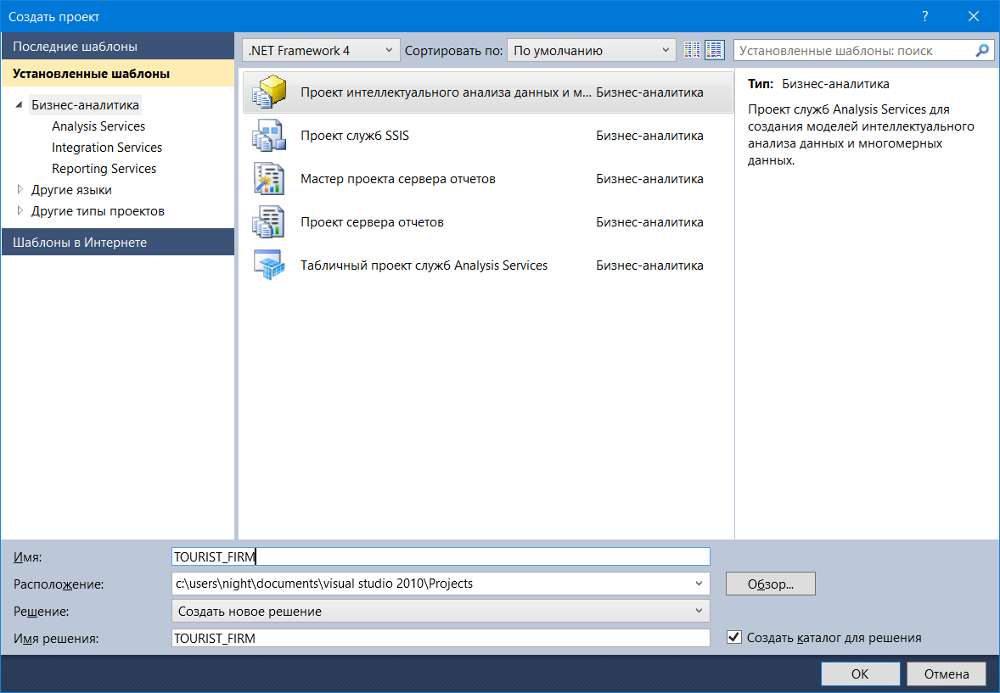 Создать проект
?
Последние шаблоны
.NET Framework 4
Сортировать по:
По умолчанию
Установленные шаблоны: поиск
Установленные шаблоны
Бизнес-аналитика
Analysis Services
Integration Services
Reporting Services
Другие языки
Другие типы проектов
Шаблоны в Интернете
Проект интеллектуального анализа данных и м... Бизнес-аналитика
Проект служб SSIS Бизнес-аналитика
Мастер проекта сервера отчетов Бизнес-аналитика
Проект сервера отчетов Бизнес-аналитика
Табличный проект служб Analysis Services Бизнес-аналитика
Тип: Бизнес-аналитика
Проект служб Analysis Services для
создания моделей интеллектуального
анализа данных и многомерных
данных.
Имя: TOURIST_FIRM
Расположение: c:\users\night\documents\visual studio 2010\Projects
Обзор...
Решение: Создать новое решение
Имя решения: TOURIST_FIRM
Создать каталог для решения
ОК
Отмена